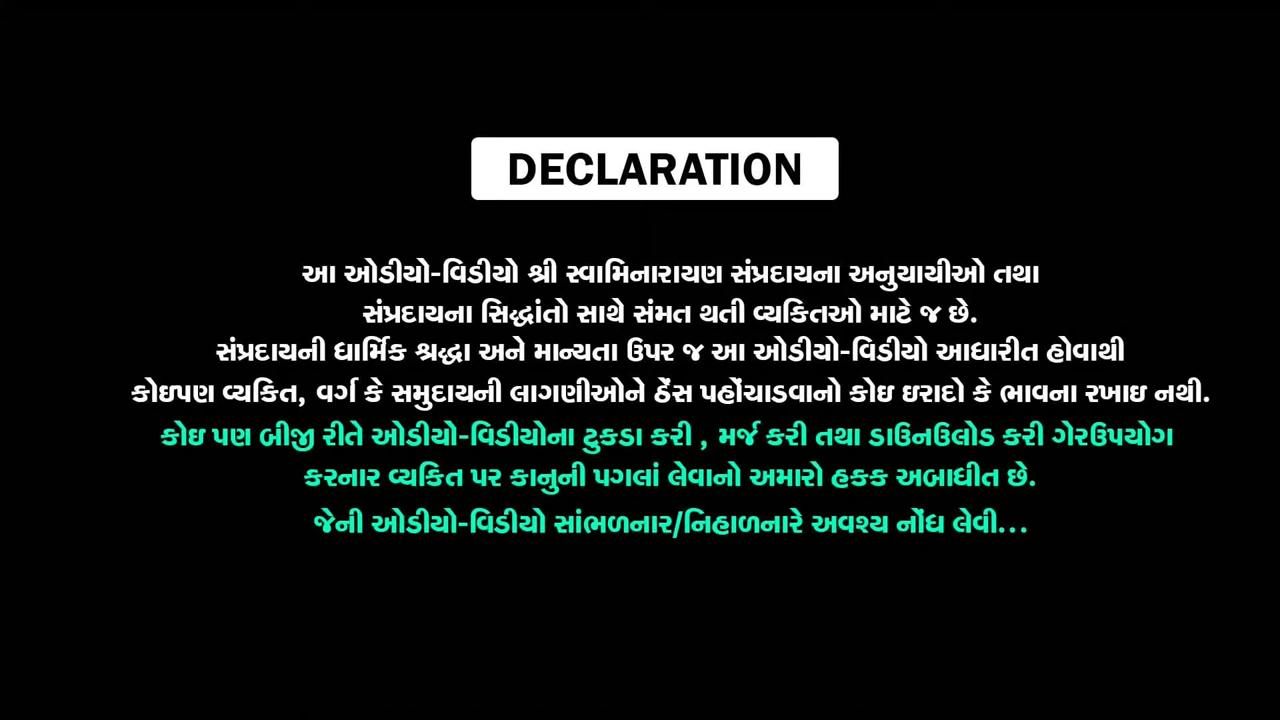 DECLARATION
આ ઓડીયો-વિડીયો શ્રી સ્વામિનારાયણ સંપ્રદાયના અનુયાયીઓ તથા
સંપ્રદાયના સિદ્ધાંતો સાથે સંમત થતી વ્યકિતઓ માટે જ છે.
સંપ્રદાયની ધાર્મિક શ્રદ્ધા અને માન્યતા ઉપર જ આ ઓડીયો-વિડીયો આધારીત હોવાથી
કોઇપણ વ્યકિત, વર્ગ કે સમુદાયની લાગણીઓને ઠેંસ પહોંચાડવાનો કોઇ ઇરાદો કે ભાવના રખાઇ નથી.
કોઇ પણ બીજી રીતે ઓડીયો-વિડીયોના ટુકડા કરી , મર્જ કરી તથા ડાઉનઉલોડ કરી ગેરઉપયોગ
કરનાર વ્યકિત પર કાનુની પગલાં લેવાનો અમારો હકક અબાધીત છે.
જેની ઓડીયો-વિડીયો સાંભળનાર/નિહાળનારે અવશ્ય નોંધ લેવી...